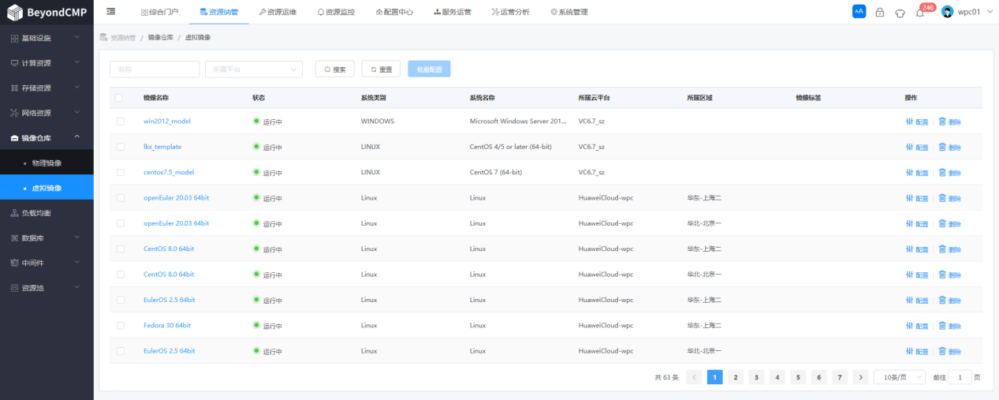 BeyondCMP 综合门户 资源纳管 资源运维 资源监控 配置中心 服务运营 运营分析 系统管理 246 wpc01
资源纳管 / 镜像仓库 / 虚拟镜像
基础设施
计算资源
存储资源
网络资源
镜像仓库
物理镜像
虚拟镜像
负载均衡
数据库
中间件
资源池
名称 所属平台 搜索 重置 批量配置
镜像名称 状态 系统类别 系统名称 所属云平台 所属区域 镜像标签 操作
win2012_model 运行中 WINDOWS Microsoft Windows Server 201... VC6.7_sz 配置 删除
lkx_template 运行中 LINUX CentOS 4/5 or later (64-bit) VC6.7_sz 配置 删除
centos7.5_model 运行中 LINUX CentOS 7 (64-bit) VC6.7_sz 配置 删除
openEuler 20.03 64bit 运行中 Linux Linux HuaweiCloud-wpc 华东-上海二 配置 删除
openEuler 20.03 64bit 运行中 Linux Linux HuaweiCloud-wpc 华北-北京一 配置 删除
CentOS 8.0 64bit 运行中 Linux Linux HuaweiCloud-wpc 华东-上海二 配置 删除
CentOS 8.0 64bit 运行中 Linux Linux HuaweiCloud-wpc 华北-北京一 配置 删除
EulerOS 2.5 64bit 运行中 Linux Linux HuaweiCloud-wpc 华东-上海二 配置 删除
Fedora 30 64bit 运行中 Linux Linux HuaweiCloud-wpc 华东-上海二 配置 删除
EulerOS 2.5 64bit 运行中 Linux Linux HuaweiCloud-wpc 华北-北京一 配置 删除
共 63 条 1 2 3 4 5 6 7 10条/页 前往 1 页